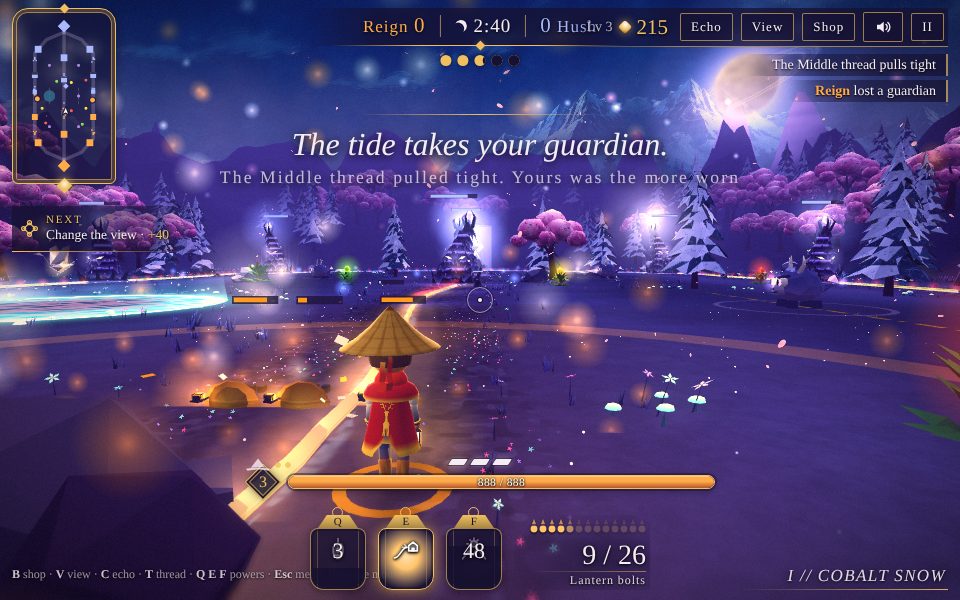 Reign 0
2:40
0 Hush
Lv 3
215
Echo
View
Shop
II
The Middle thread pulls tight
Reign lost a guardian
The tide takes your guardian.
The Middle thread pulled tight. Yours was the more worn
NEXT
Change the view · +40
3
888 / 888
Q
E
F
3
48
9 / 26
Lantern bolts
B shop · V view · C echo · T thread · Q E F powers · Esc me
I // COBALT SNOW